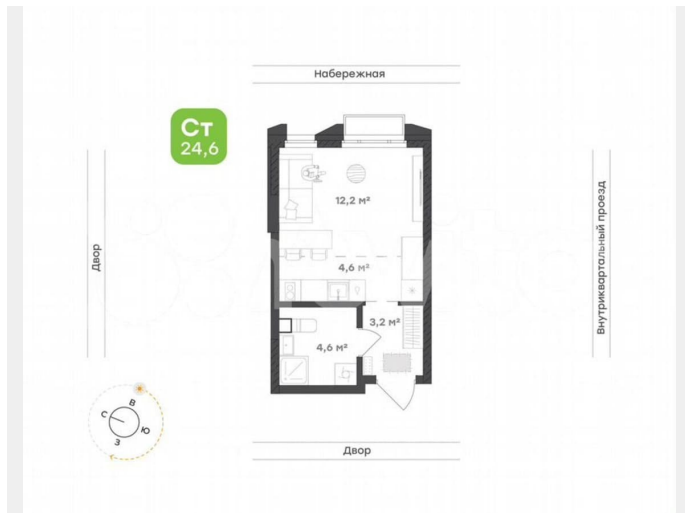 Набережная
Ст
24,6
12,2 м²
Двор
Внутриквартальный проезд
4,6 м²
3,2 м²
4,6 м²
В
С
Ю
З
Двор